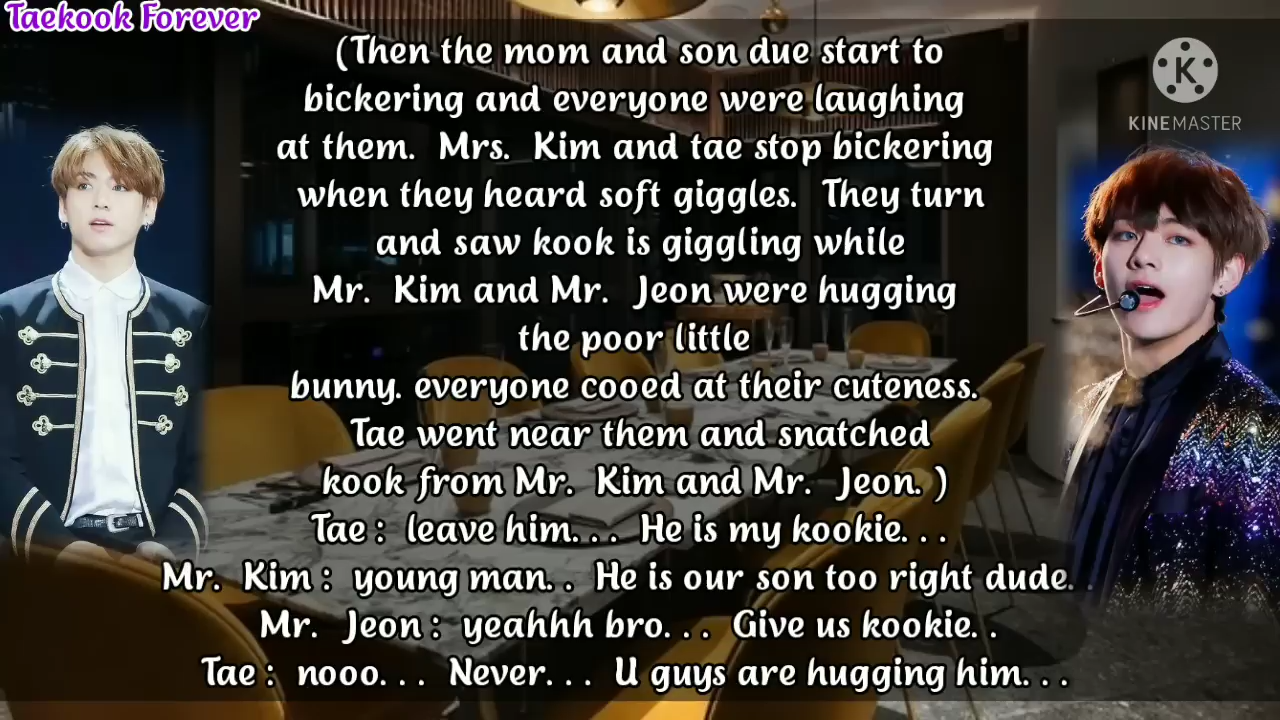 Taekook Forever
(Then the mom and son due start to
bickering and everyone were laughing
at them. Mrs. Kim and tae stop bickering
when they heard soft giggles. They turn
and saw kook is giggling while
Mr. Kim and Mr. Jeon were hugging
the poor little
bunny. everyone cooed at their cuteness.
Tae went near them and snatched
kook from Mr. Kim and Mr. Jeon. )
Tae : leave him. . . He is my kookie. . .
Mr. Kim : young man. . He is our son too right dude. .
Mr. Jeon : yeahhh bro. . . Give us kookie. .
Tae : nooo. . . Never. . . U guys are hugging him. . .
K
KINEMASTER